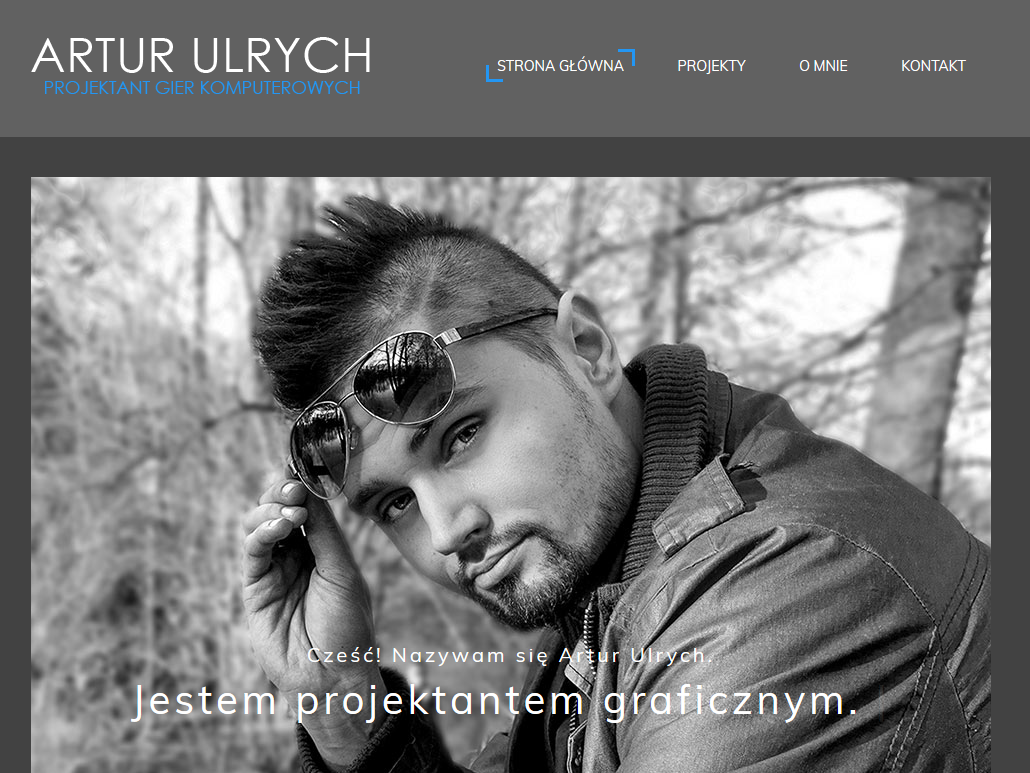 ARTUR ULRYCH
PROJEKTANT GIER KOMPUTEROWYCH
STRONA GŁÓWNA PROJEKTY O MNIE KONTAKT
Cześć! Nazywam się Artur Ulrych.
Jestem projektantem graficznym.